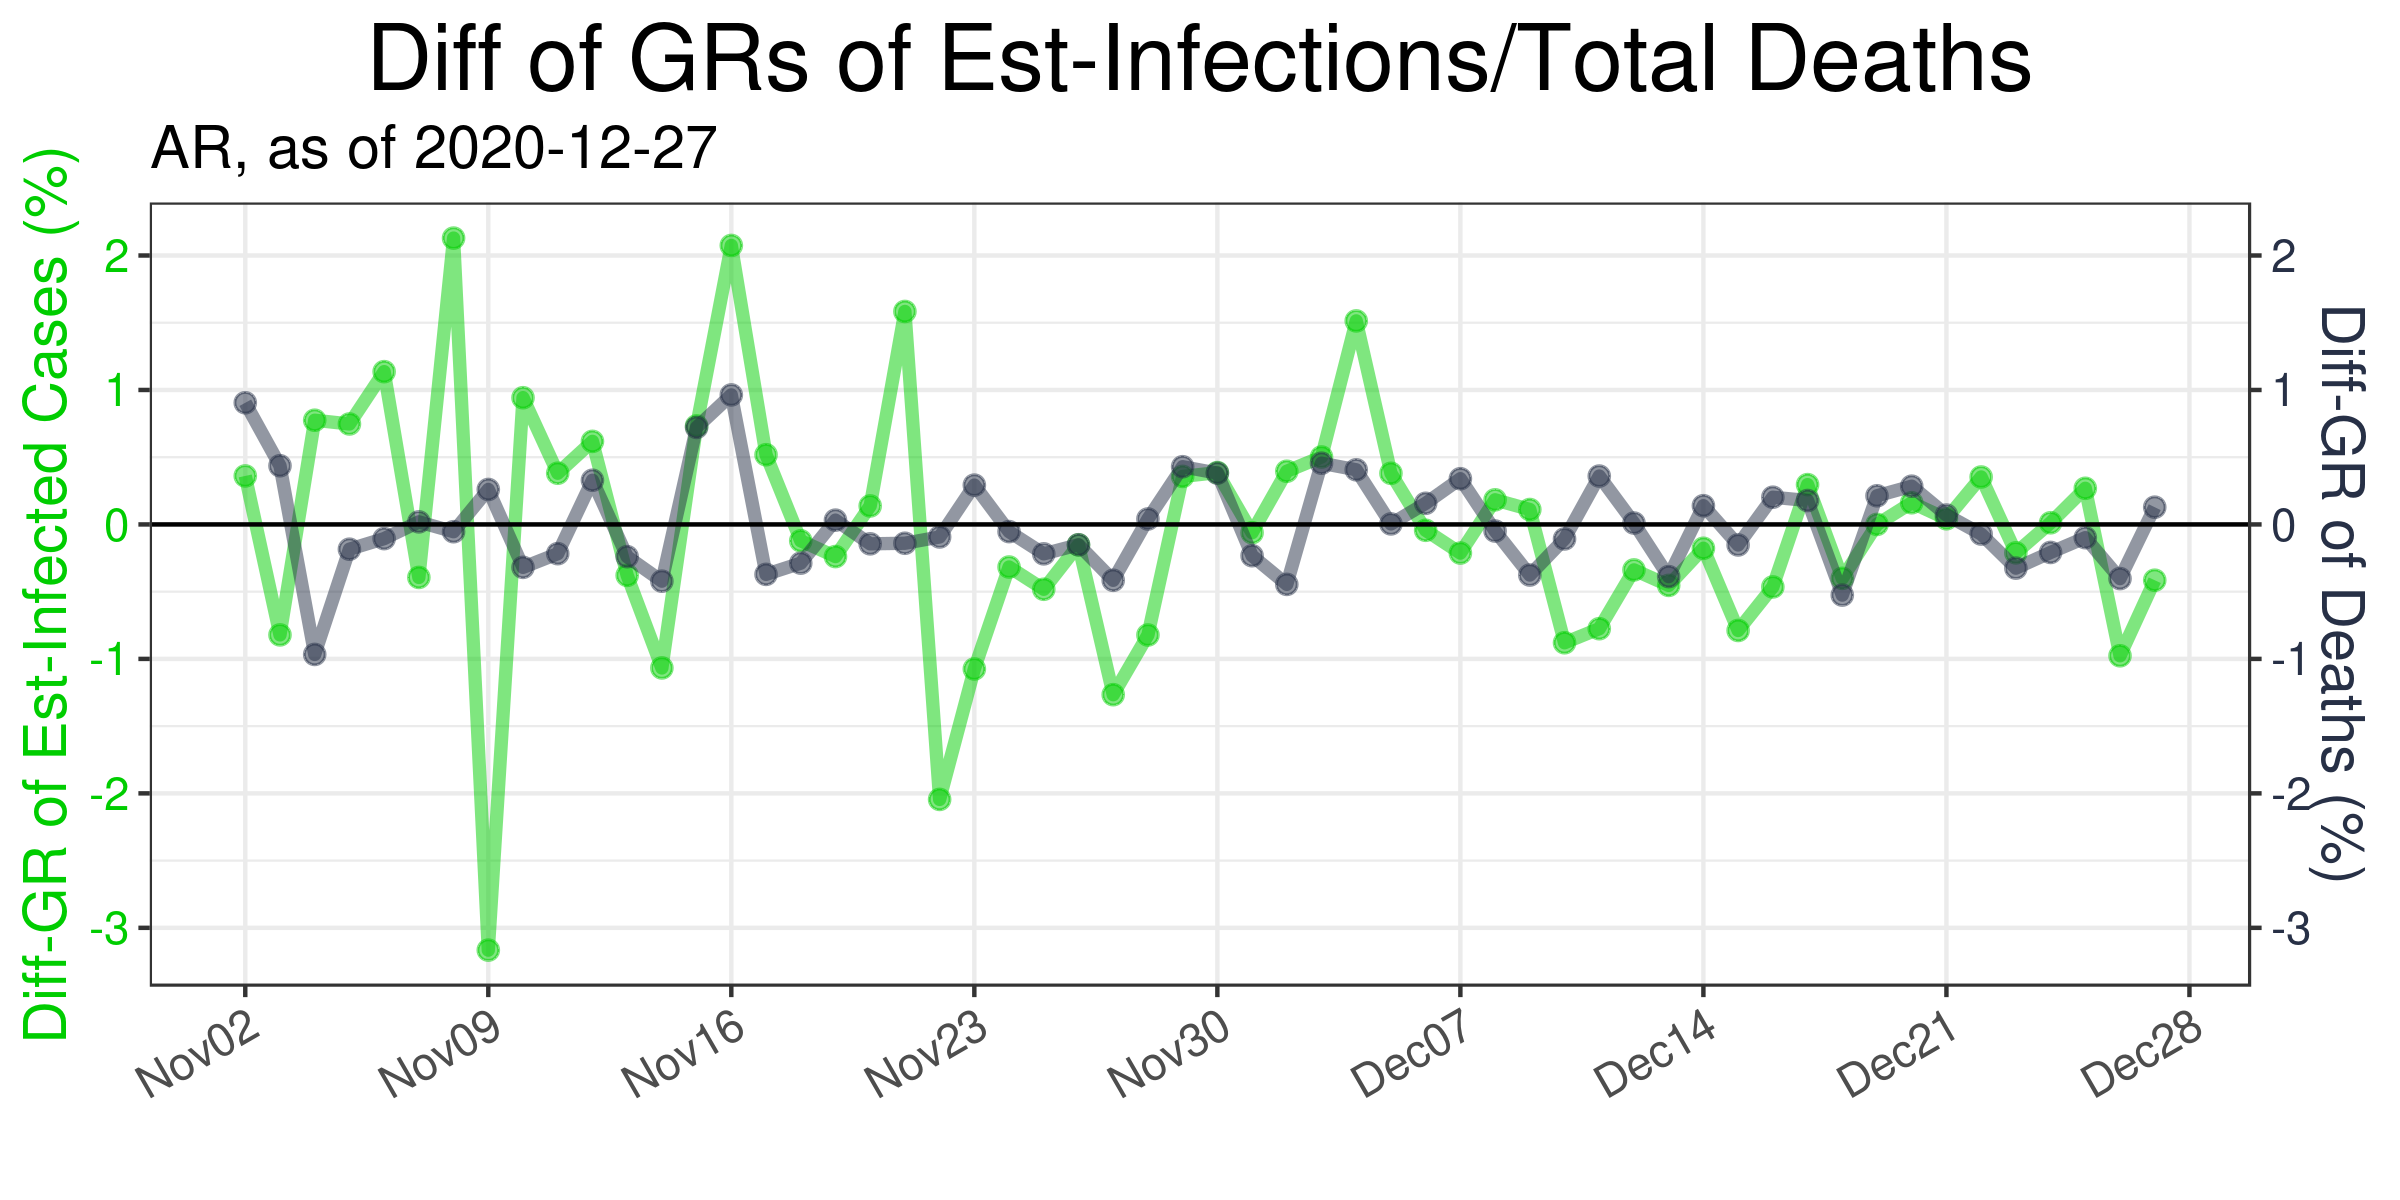 Diff of GRs of Est-Infections/Total Deaths
AR, as of 2020-12-27
Diff-GR of Est-Infected Cases (%)
2
1
0
-1
-2
-3
2
1
0
-1
-2
-3
Diff-GR of Deaths (%)
Nov02
Nov09
Nov16
Nov23
Nov30
Dec07
Dec14
Dec21
Dec28